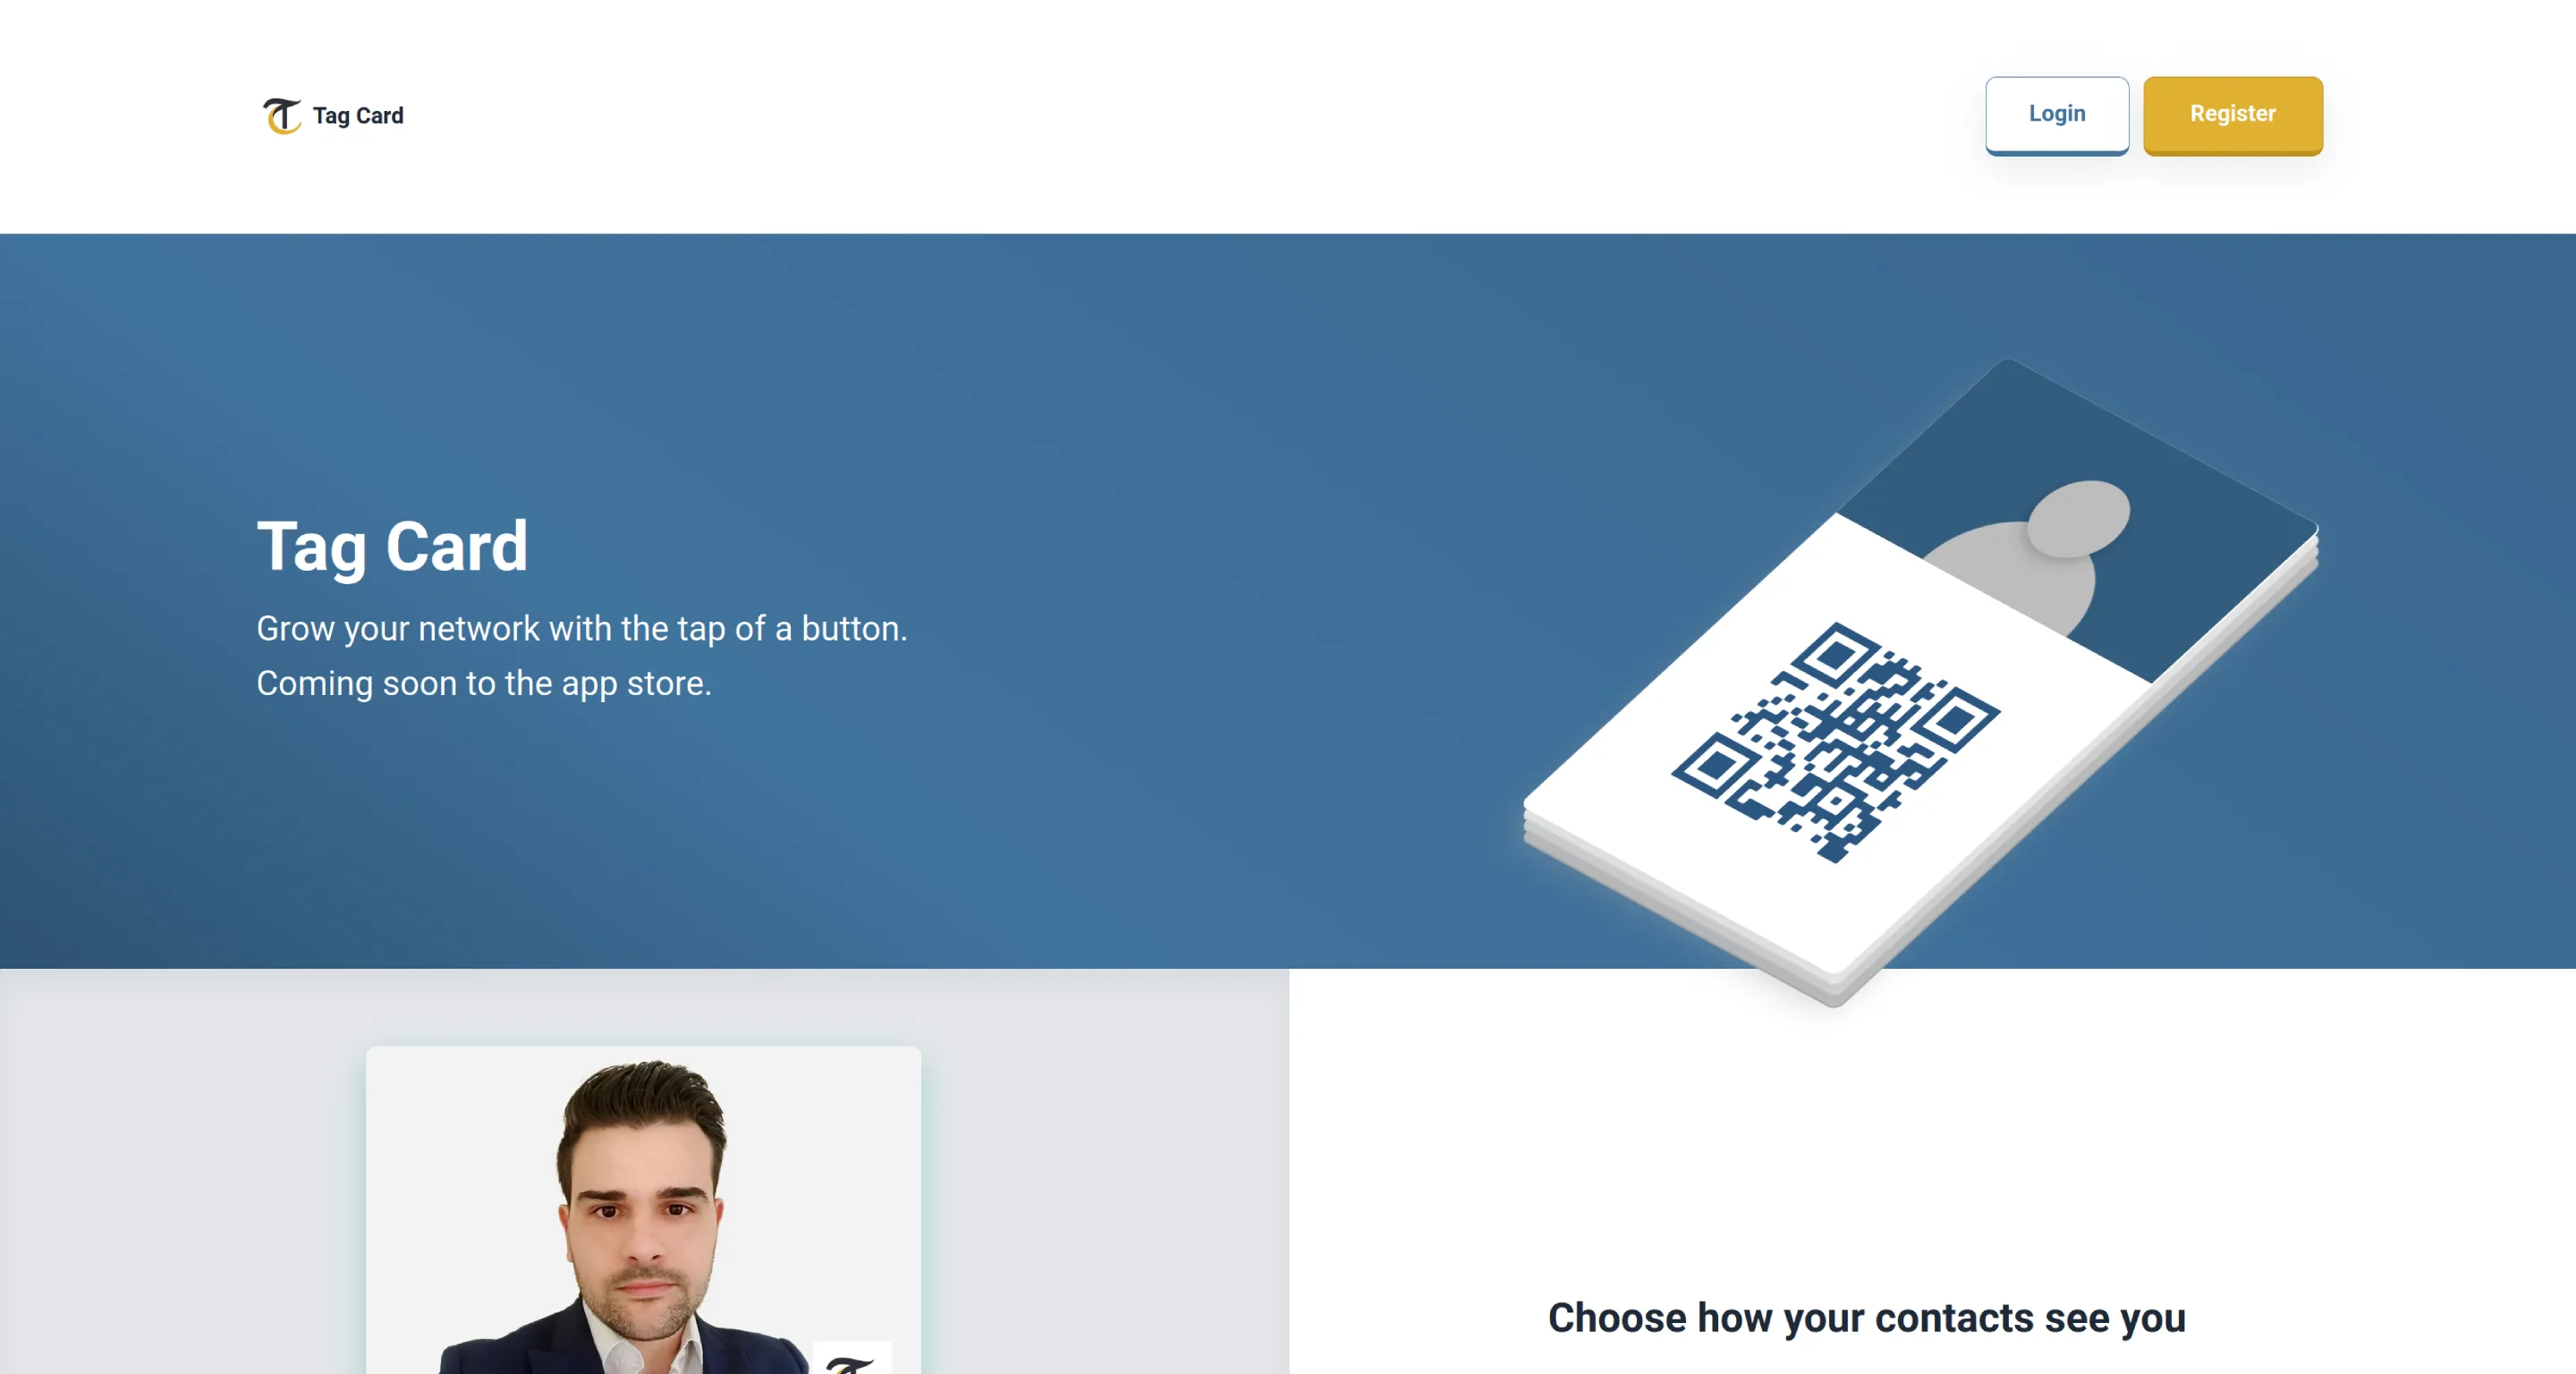 Tag Card
Login
Register
Tag Card
Grow your network with the tap of a button.
Coming soon to the app store.
Choose how your contacts see you